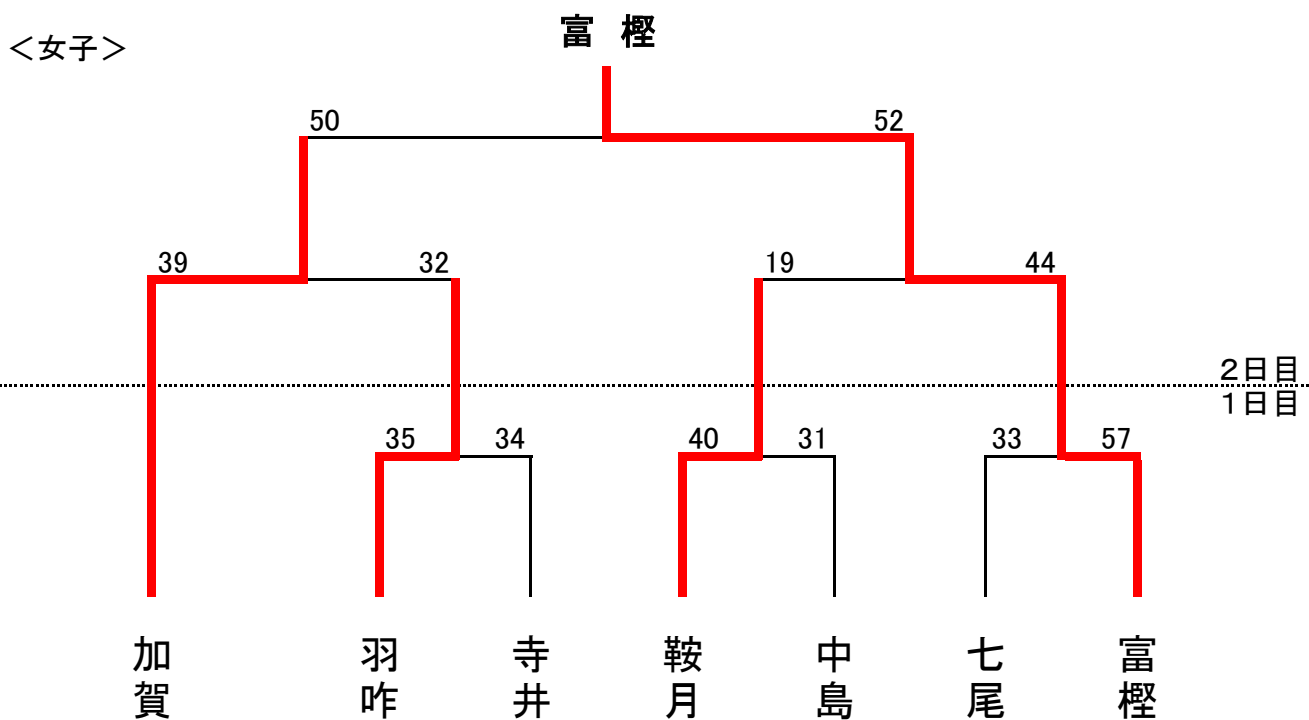 ＜女子＞
富 樫
50 52
39 32 19 44
2日目
1日目
35 34 40 31 33 57
加賀
羽咋
寺井
鞍月
中島
七尾
富樫